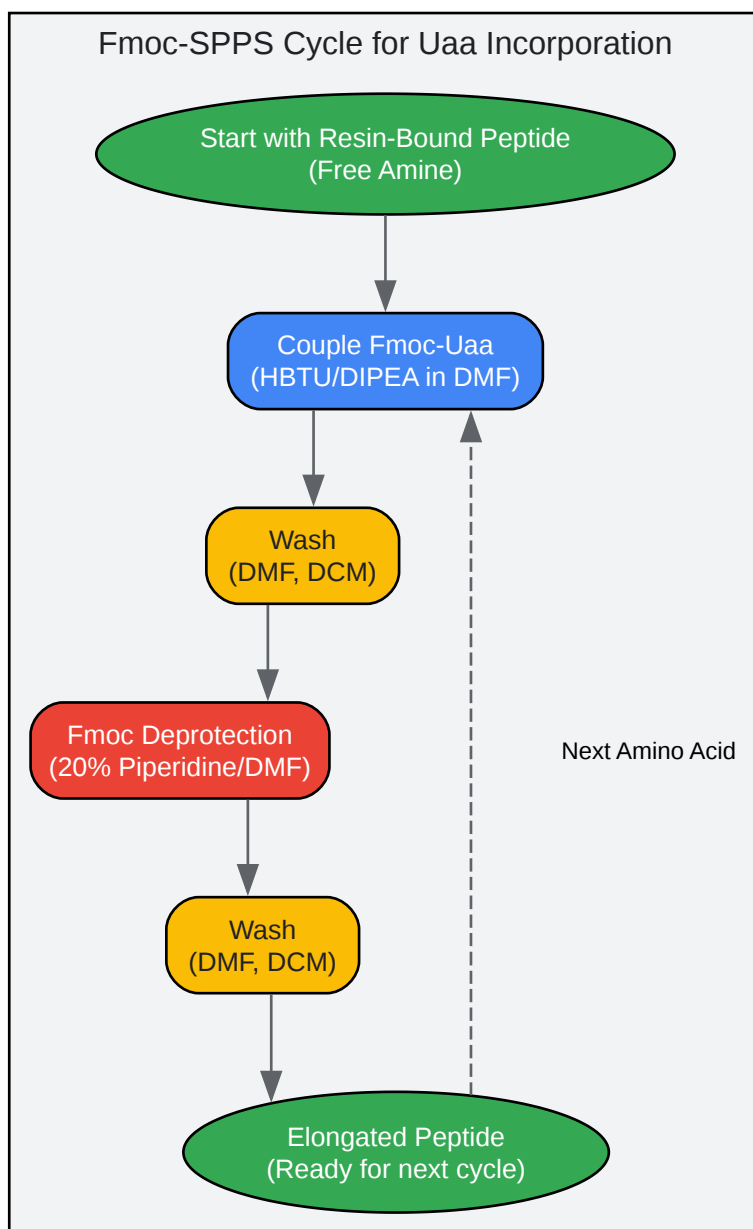 Fmoc-SPPS Cycle for Uaa Incorporation
Start with Resin-Bound Peptide
(Free Amine)
Couple Fmoc-Uaa
(HBTU/DIPEA in DMF)
Wash
(DMF, DCM)
Fmoc Deprotection
(20% Piperidine/DMF)
Next Amino Acid
Wash
(DMF, DCM)
Elongated Peptide
(Ready for next cycle)